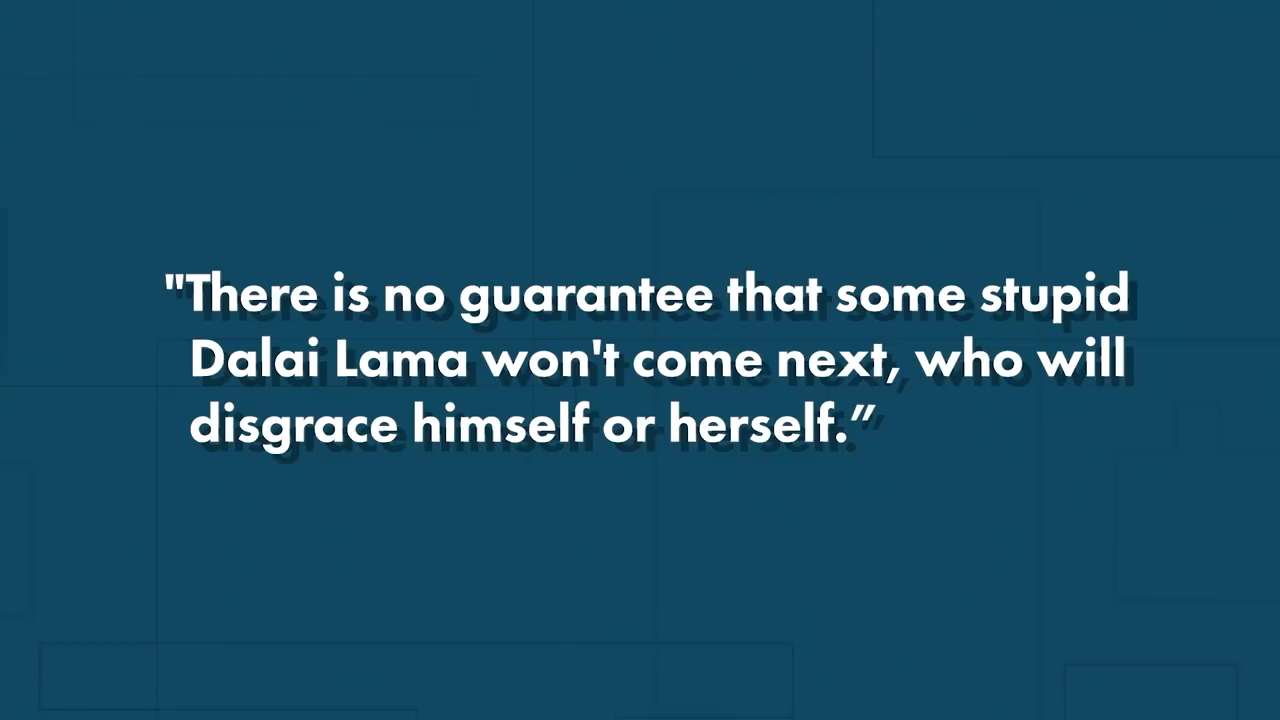 "There is no guarantee that some stupid
Dalai Lama won't come next, who will
disgrace himself or herself.”